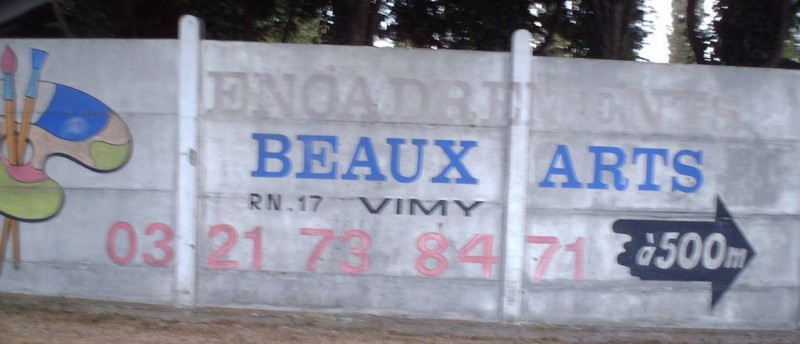 ENCADREMENTS
BEAUX ARTS
RN.17 VIMY
03 21 73 84 71
à 500m